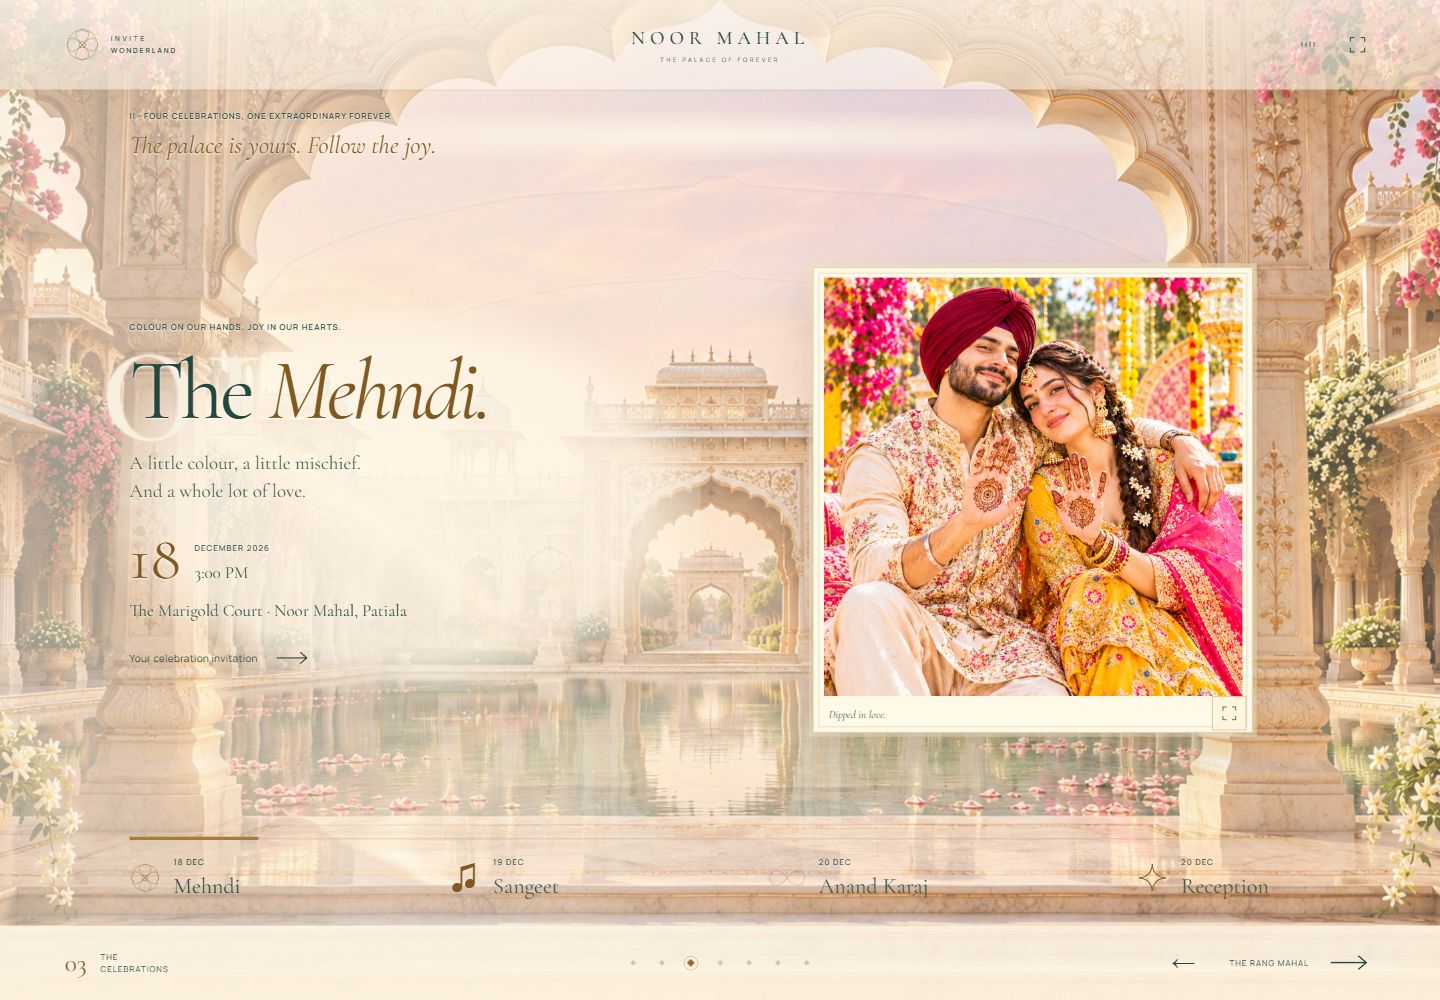 INVITE
WONDERLAND
NOOR MAHAL
THE PALACE OF FOREVER
II · FOUR CELEBRATIONS, ONE EXTRAORDINARY FOREVER
The palace is yours. Follow the joy.
COLOUR ON OUR HANDS. JOY IN OUR HEARTS.
The Mehndi.
A little colour, a little mischief.
And a whole lot of love.
18
DECEMBER 2026
3:00 PM
The Marigold Court · Noor Mahal, Patiala
Your celebration invitation
Dipped in love.
18 DEC
Mehndi
19 DEC
Sangeet
20 DEC
Anand Karaj
20 DEC
Reception
03
THE
CELEBRATIONS
THE RANG MAHAL